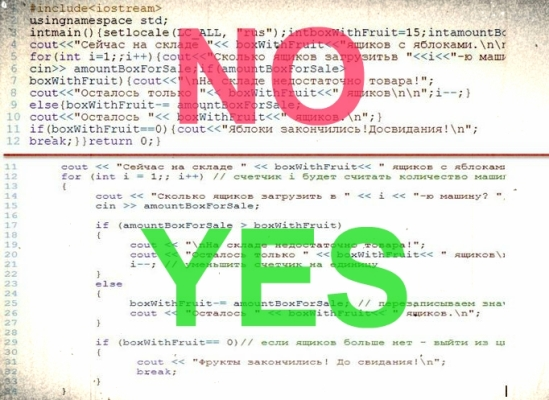 #include<iostream>
2 usingnamespace std;
3 intmain(){setlocale(LC_ALL, "rus");intboxWithFruit=15;intamountBo
4 cout<<"Сейчас на складе "<< boxWithFruit<<"ящиков с яблоками.\n\n
5 for(int i=1;;i++){cout<<"Сколько ящиков загрузитьв "<<i<<"-ю маш
6 cin>> amountBoxForSale;if(amountBoxForSale>
7 boxWithFruit){cout<<"\nНа складе недостаточно товара!";
8 cout<<"Осталось только "<< boxWithFruit<<"ящиков\n\n";i--;}
9 else{boxWithFruit-= amountBoxForSale;
10 cout<<"Осталось "<< boxWithFruit<<" ящиков.\n";}
11 if(boxWithFruit==0){cout<<"Яблоки закончились!Досвидания!\n";
12 break;}}return 0;}
NO
11 cout << "Сейчас на складе " << boxWithFruit<< " ящиков с яблоками
12 for (int i = 1;; i++) // счетчик i будет считать количество машин
13 {
14 cout << "Сколько ящиков загрузить в " << i << "-ю машину? "
15 cin >> amountBoxForSale;
16
17 if (amountBoxForSale > boxWithFruit)
18 {
19 cout << "\nНа складе недостаточно товара!";
20 cout << "Осталось только " << boxWithFruit << " ящиков\
21 i--; // уменьшить счетчик на единицу
22 }
23 else
24 {
25 boxWithFruit-= amountBoxForSale; // перезаписываем знач
26 cout << "Осталось " << boxWithFruit << " ящиков.\n";
27 }
28
29 if (boxWithFruit== 0)// если ящиков больше нет - выйти из ц
30 {
31 cout << "Фрукты закончились! До свидания!\n";
32 break;
33 }
YES